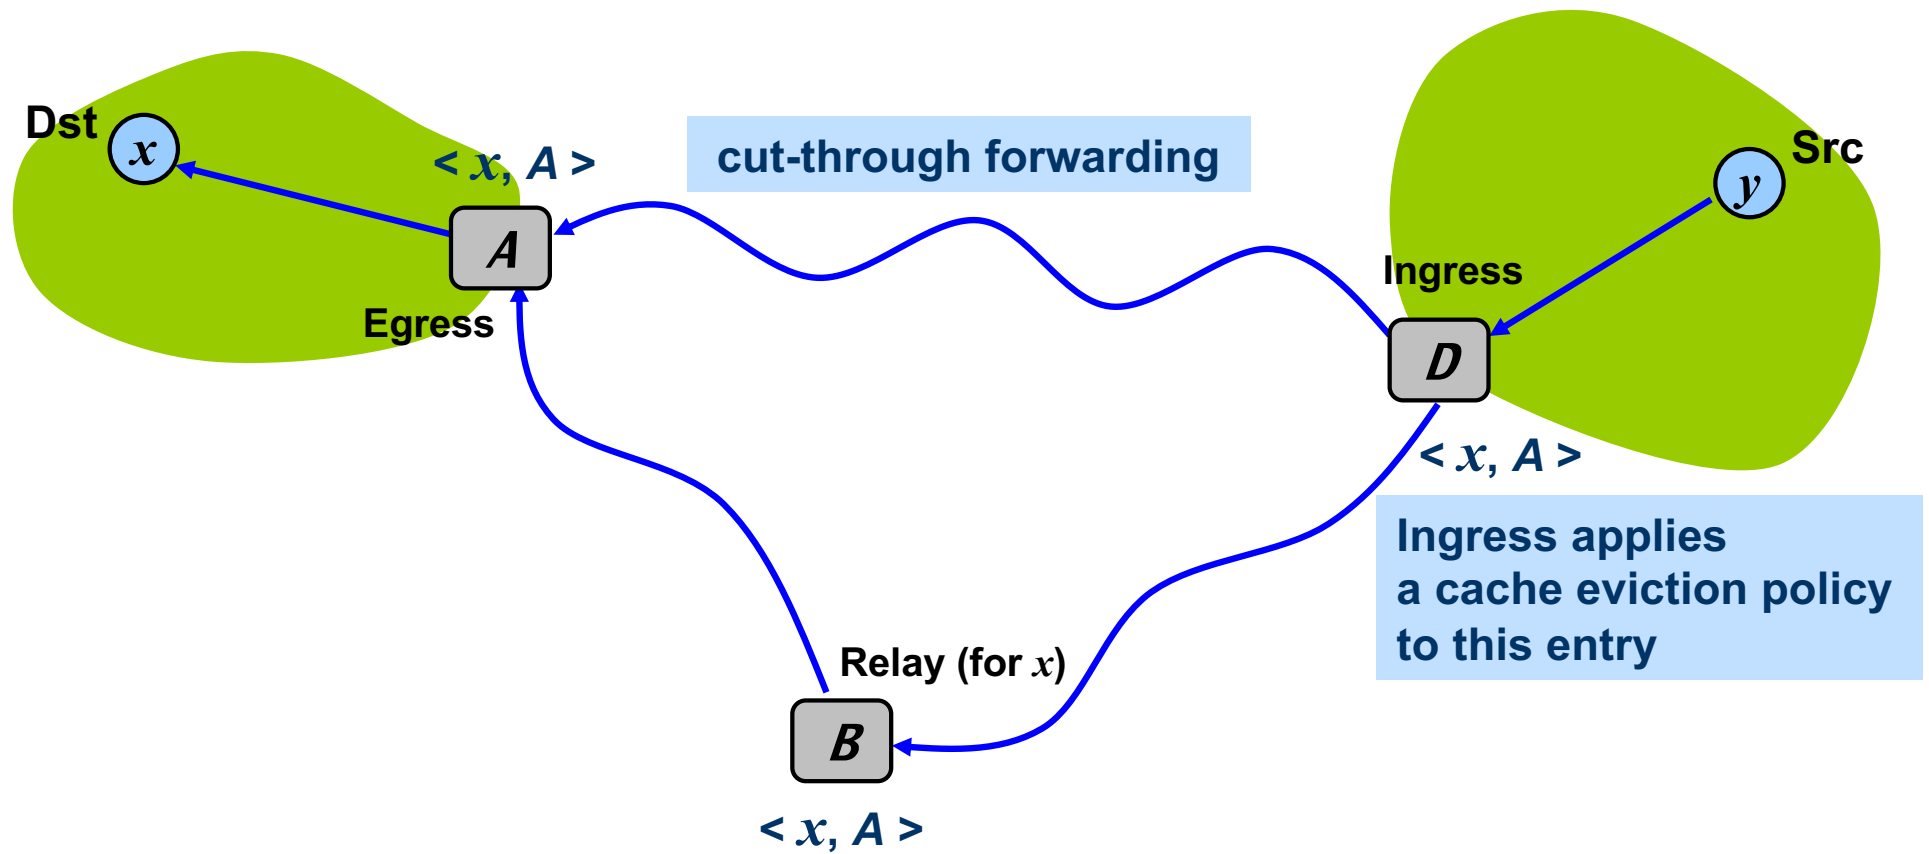 Dst
x
< x, A >
A
Egress
cut-through forwarding
Src
y
Ingress
D
< x, A >
Ingress applies
a cache eviction policy
to this entry
Relay (for x)
B
< x, A >